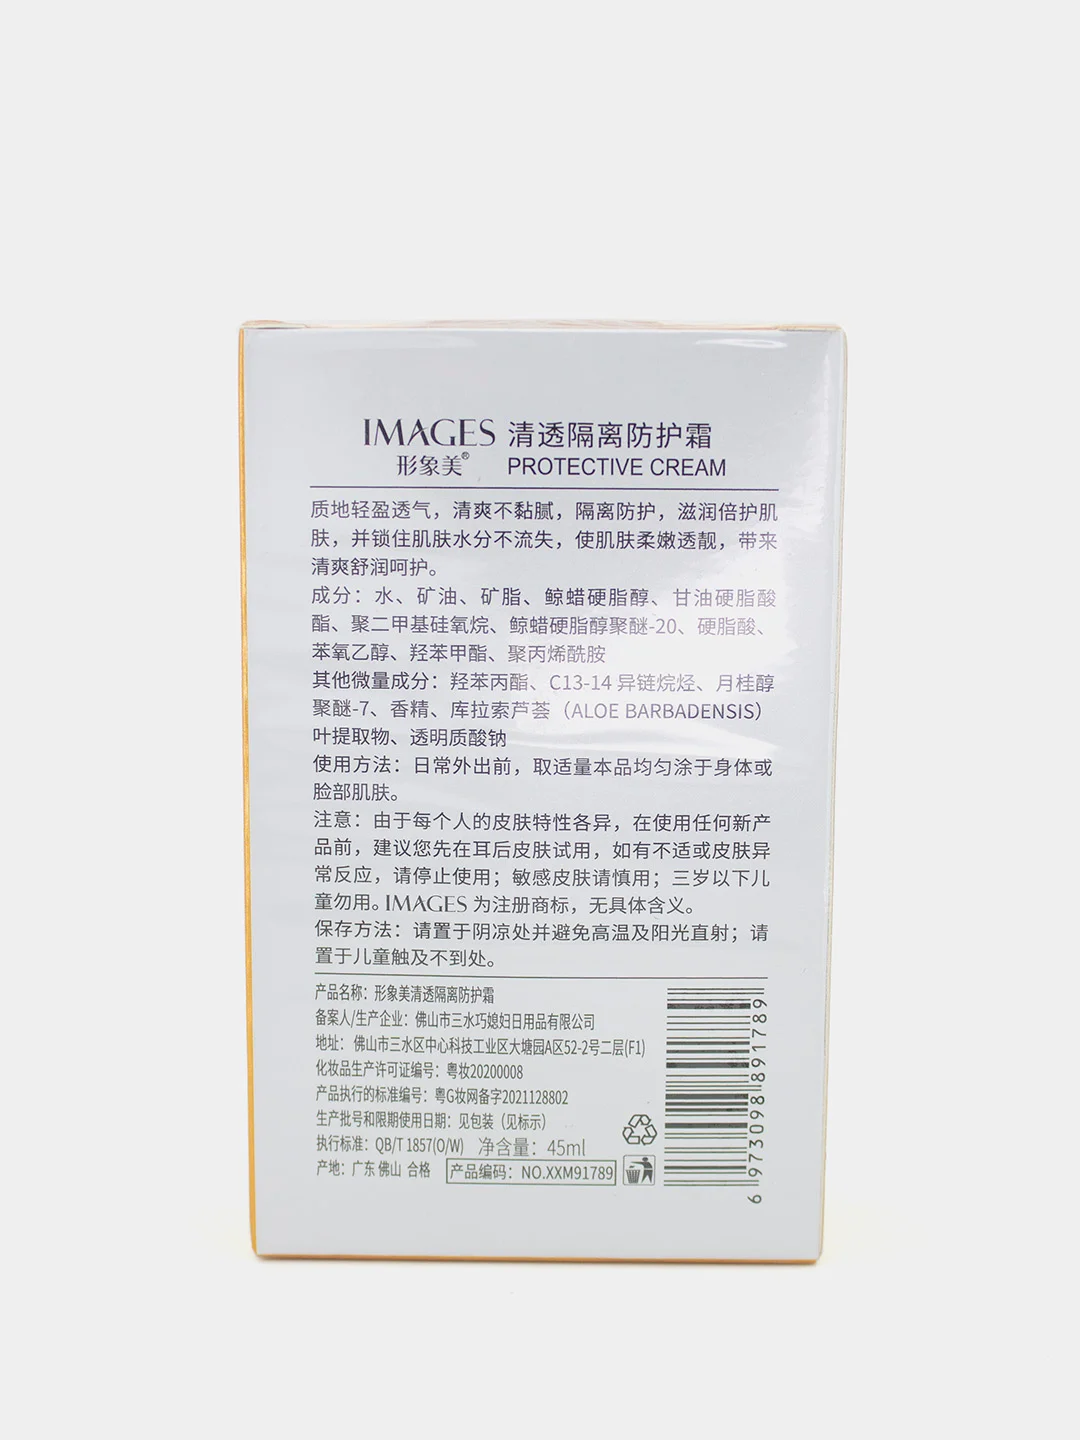 IMAGES 清透隔离防护霜
形象美® PROTECTIVE CREAM
质地轻盈透气，清爽不黏腻，隔离防护，滋润倍护肌
肤，并锁住肌肤水分不流失，使肌肤柔嫩透靓，带来
清爽舒润呵护。
成分：水、矿油、矿脂、鲸蜡硬脂醇、甘油硬脂酸
酯、聚二甲基硅氧烷、鲸蜡硬脂醇聚醚-20、硬脂酸、
苯氧乙醇、羟苯甲酯、聚丙烯酰胺
其他微量成分：羟苯丙酯、C13-14 异链烷烃、月桂醇
聚醚-7、香精、库拉索芦荟（ALOE BARBADENSIS）
叶提取物、透明质酸钠
使用方法：日常外出前，取适量本品均匀涂于身体或
脸部肌肤。
注意：由于每个人的皮肤特性各异，在使用任何新产
品前，建议您先在耳后皮肤试用，如有不适或皮肤异
常反应，请停止使用；敏感皮肤请慎用；三岁以下儿
童勿用。IMAGES 为注册商标，无具体含义。
保存方法：请置于阴凉处并避免高温及阳光直射；请
置于儿童触及不到处。
产品名称：形象美清透隔离防护霜
备案人/生产企业：佛山市三水巧媳妇日用品有限公司
地址：佛山市三水区中心科技工业区大塘园A区52-2号二层(F1)
化妆品生产许可证编号：粤妆20200008
产品执行的标准编号：粤G妆网备字2021128802
生产批号和限期使用日期：见包装（见标示）
执行标准：QB/T 1857(O/W) 净含量：45ml
产地：广东 佛山 合格 产品编码：NO.XXM91789
6 973098 891789